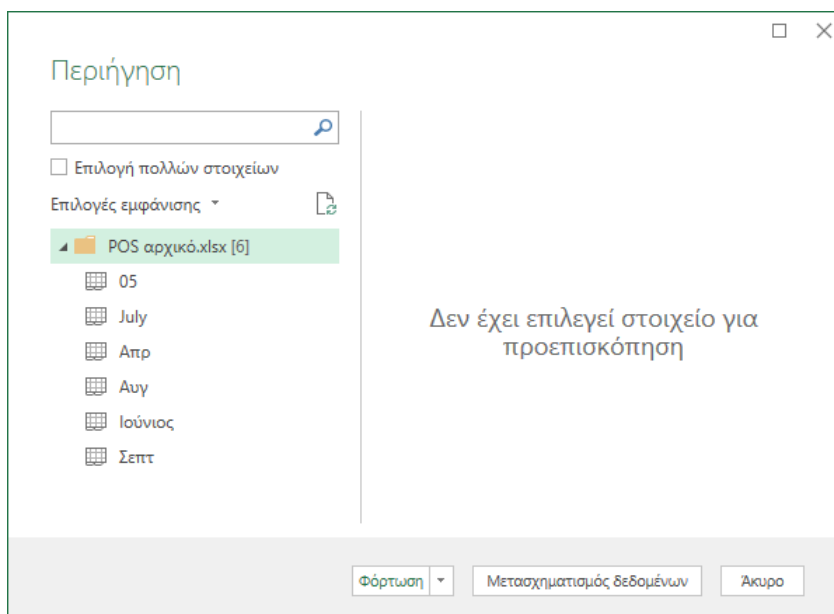 Περιήγηση
Επιλογή πολλών στοιχείων
Επιλογές εμφάνισης
POS αρχικό.xlsx [6]
05
July
Απρ
Αυγ
Ιούνιος
Σεπτ
Δεν έχει επιλεγεί στοιχείο για
προεπισκόπηση
Φόρτωση
Μετασχηματισμός δεδομένων
Άκυρο